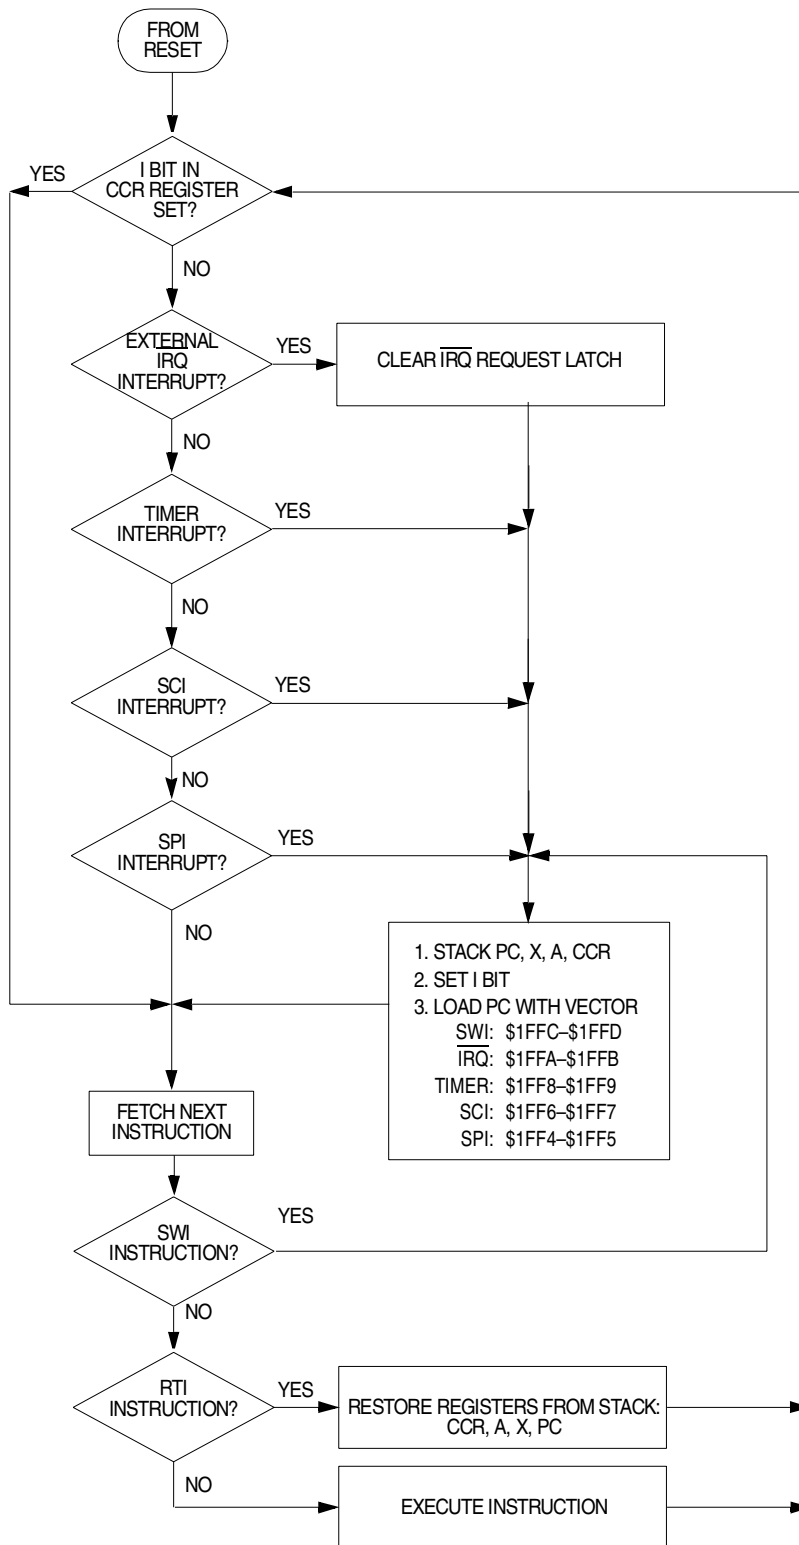 FROM
RESET
I BIT IN
CCR REGISTER
SET?
YES
NO
EXTERNAL
IRQ
INTERRUPT?
YES
CLEAR IRQ REQUEST LATCH
NO
TIMER
INTERRUPT?
YES
NO
SCI
INTERRUPT?
YES
NO
SPI
INTERRUPT?
YES
NO
1. STACK PC, X, A, CCR
2. SET I BIT
3. LOAD PC WITH VECTOR
SWI: $1FFC–$1FFD
IRQ: $1FFA–$1FFB
TIMER: $1FF8–$1FF9
SCI: $1FF6–$1FF7
SPI: $1FF4–$1FF5
FETCH NEXT
INSTRUCTION
SWI
INSTRUCTION?
YES
NO
RTI
INSTRUCTION?
YES
RESTORE REGISTERS FROM STACK:
CCR, A, X, PC
NO
EXECUTE INSTRUCTION